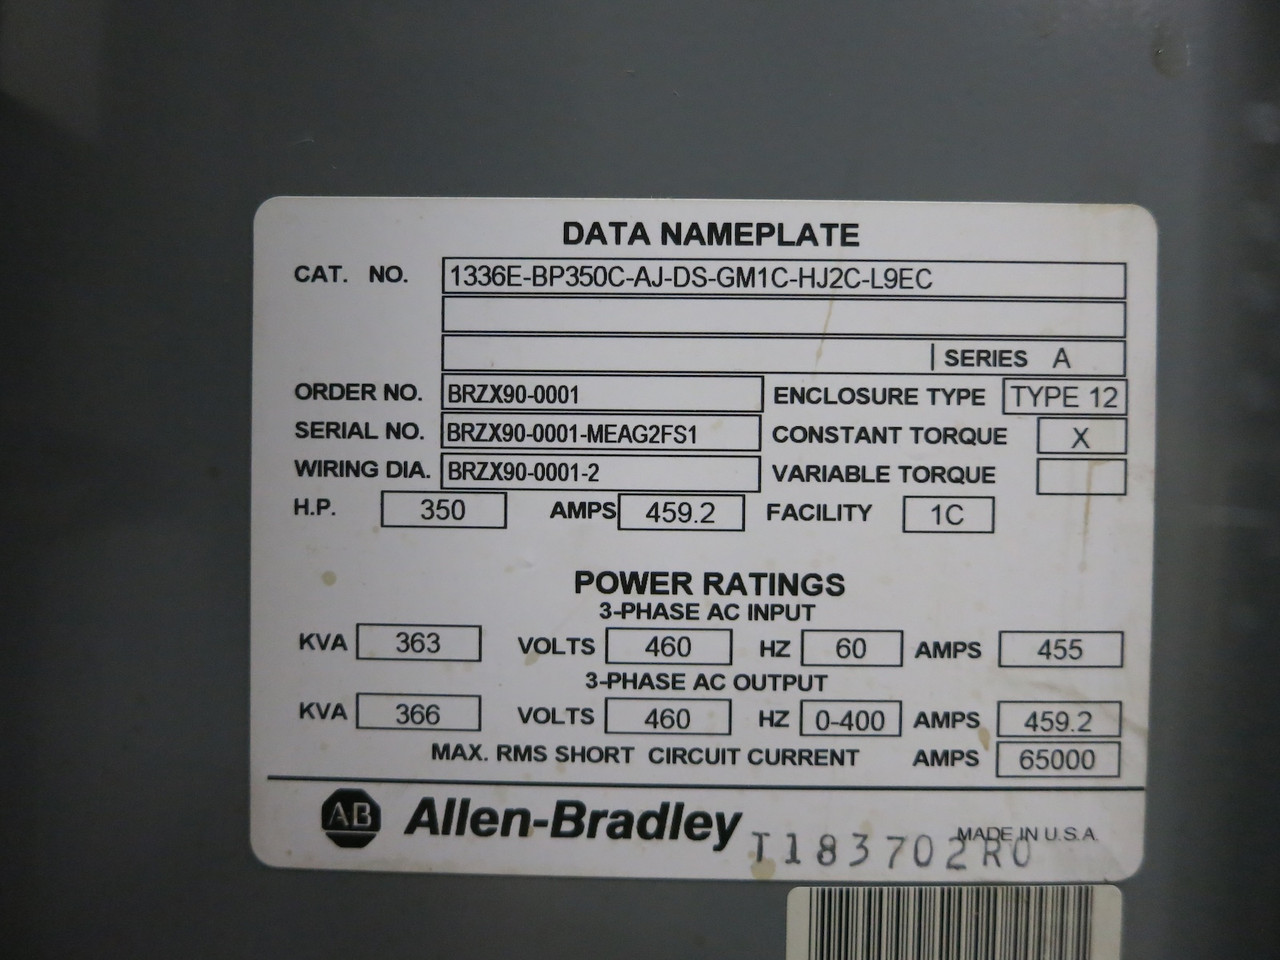 DATA NAMEPLATE
CAT. NO. 1336E-BP350C-AJ-DS-GM1C-HJ2C-L9EC
SERIES A
ORDER NO. BRZX90-0001 ENCLOSURE TYPE TYPE 12
SERIAL NO. BRZX90-0001-MEAG2FS1 CONSTANT TORQUE X
WIRING DIA. BRZX90-0001-2 VARIABLE TORQUE
H.P. 350 AMPS 459.2 FACILITY 1C
POWER RATINGS
3-PHASE AC INPUT
KVA 363 VOLTS 460 HZ 60 AMPS 455
3-PHASE AC OUTPUT
KVA 366 VOLTS 460 HZ 0-400 AMPS 459.2
MAX. RMS SHORT CIRCUIT CURRENT AMPS 65000
AB Allen-Bradley MADE IN U.S.A.
T183702R0